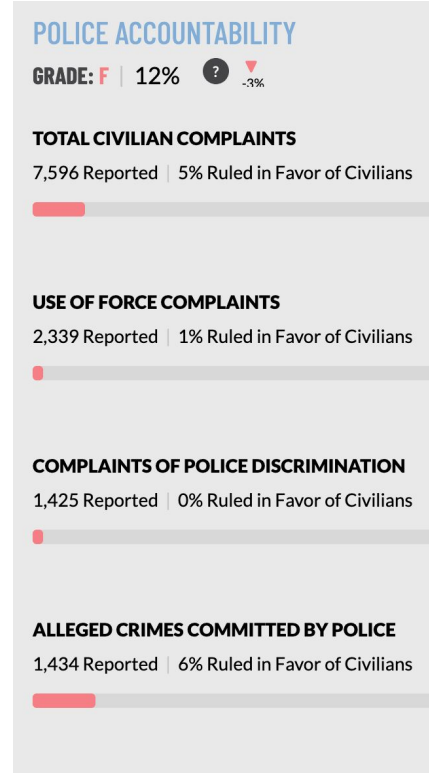 POLICE ACCOUNTABILITY
GRADE: F | 12% ? -3%
TOTAL CIVILIAN COMPLAINTS
7,596 Reported | 5% Ruled in Favor of Civilians
USE OF FORCE COMPLAINTS
2,339 Reported | 1% Ruled in Favor of Civilians
COMPLAINTS OF POLICE DISCRIMINATION
1,425 Reported | 0% Ruled in Favor of Civilians
ALLEGED CRIMES COMMITTED BY POLICE
1,434 Reported | 6% Ruled in Favor of Civilians